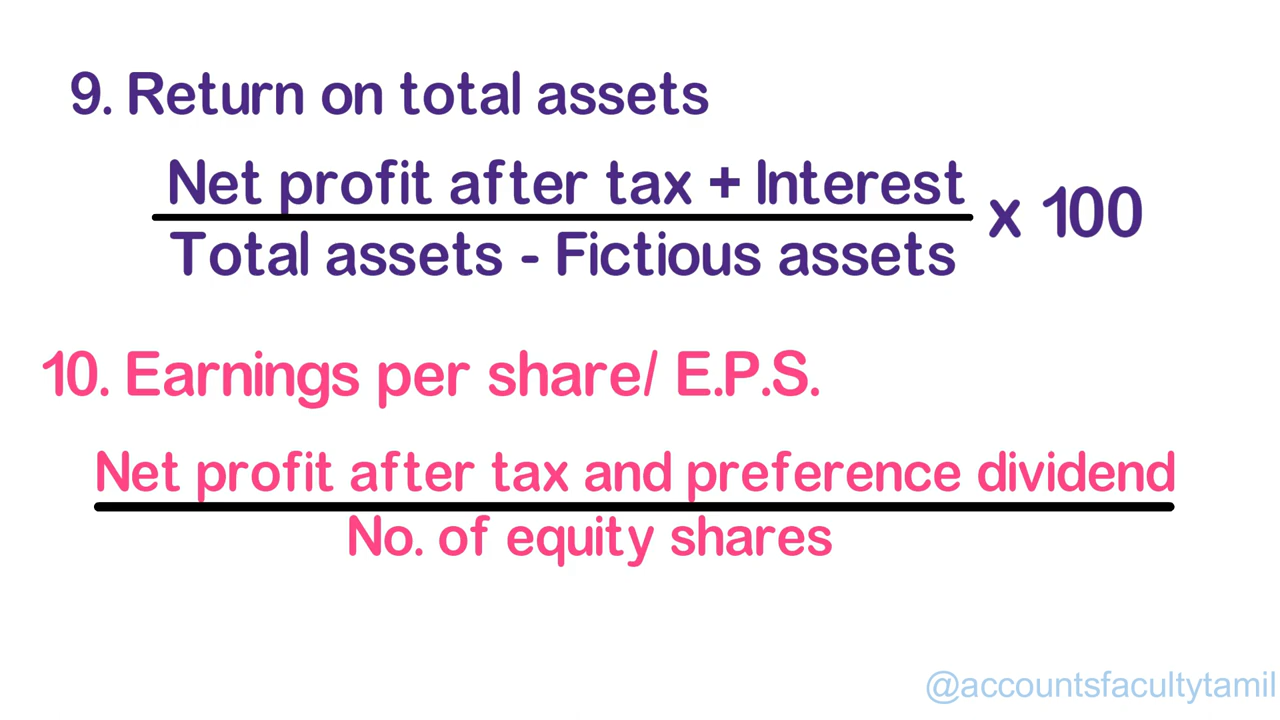 9. Return on total assets
Net profit after tax + Interest
x 100
Total assets - Fictious assets
10. Earnings per share/ E.P.S.
Net profit after tax and preference dividend
No. of equity shares
@accountsfacultytamil